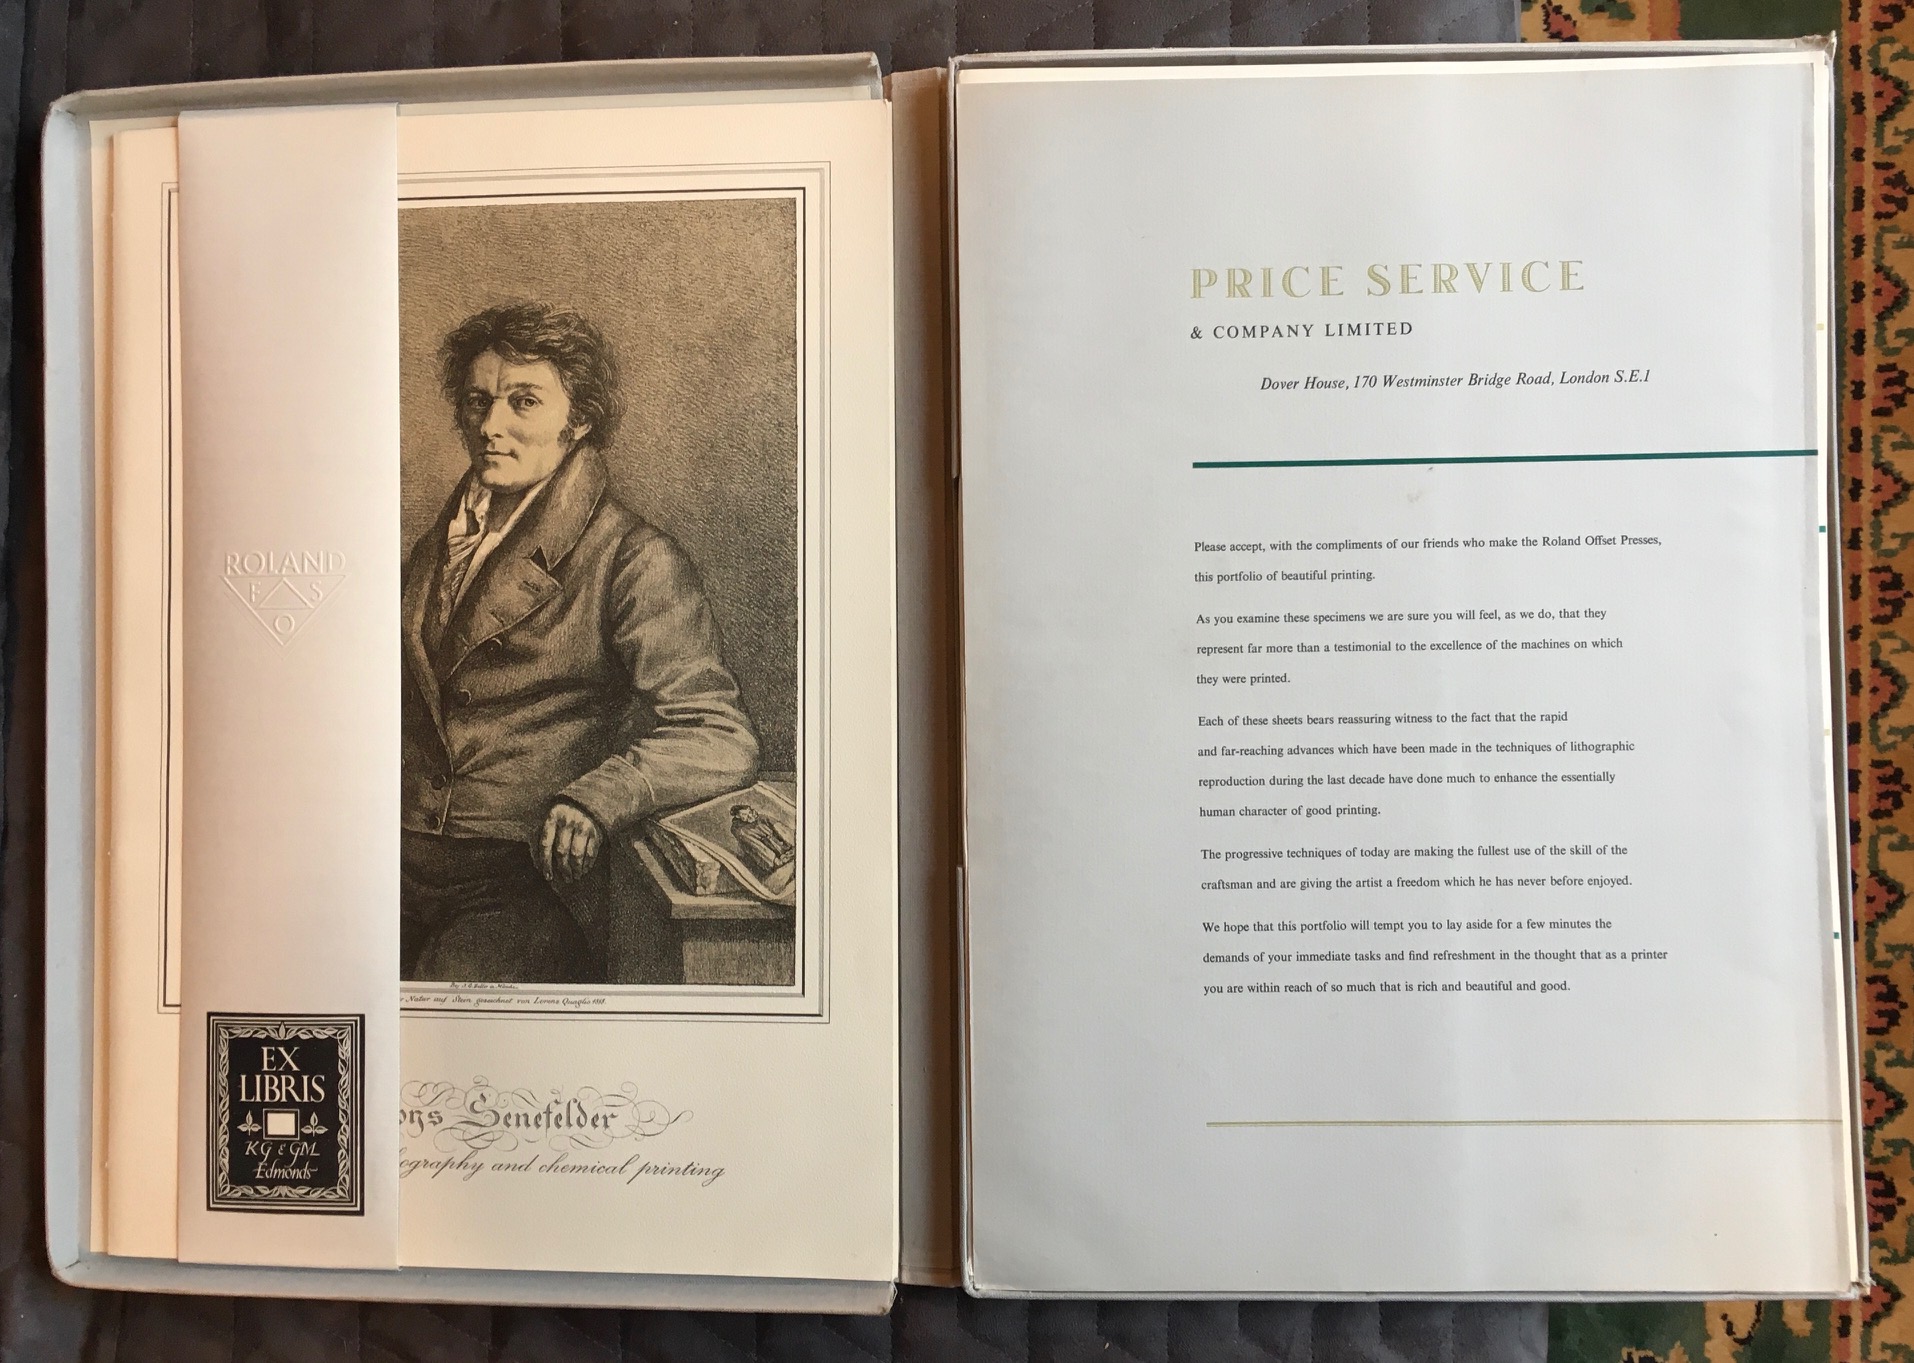 ROLAND
F S
O
EX
LIBRIS
KG & GM
Edmonds
Natur auf Stein gezeichnet von Lorenz Quaglio 1818.
Senefelder
and chemical printing
PRICE SERVICE
& COMPANY LIMITED
Dover House, 170 Westminster Bridge Road, London S.E.1
Please accept, with the compliments of our friends who make the Roland Offset Presses,
this portfolio of beautiful printing.
As you examine these specimens we are sure you will feel, as we do, that they
represent far more than a testimonial to the excellence of the machines on which
they were printed.
Each of these sheets bears reassuring witness to the fact that the rapid
and far-reaching advances which have been made in the techniques of lithographic
reproduction during the last decade have done much to enhance the essentially
human character of good printing.
The progressive techniques of today are making the fullest use of the skill of the
craftsman and are giving the artist a freedom which he has never before enjoyed.
We hope that this portfolio will tempt you to lay aside for a few minutes the
demands of your immediate tasks and find refreshment in the thought that as a printer
you are within reach of so much that is rich and beautiful and good.